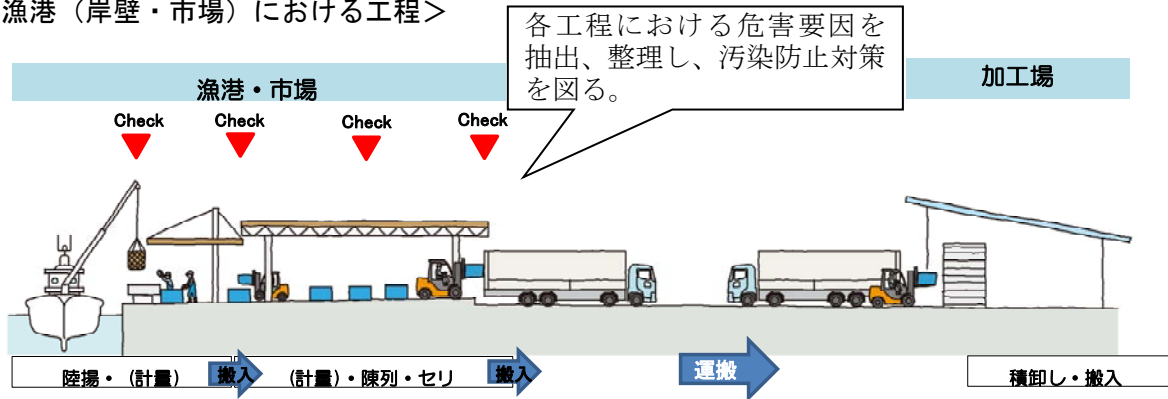 漁港（岸壁・市場）における工程＞
各工程における危害要因を
抽出、整理し、汚染防止対策
を図る。
漁港・市場
加工場
Check
Check
Check
Check
陸揚・（計量）
搬入
（計量）・陳列・セリ
搬入
運搬
積卸し・搬入